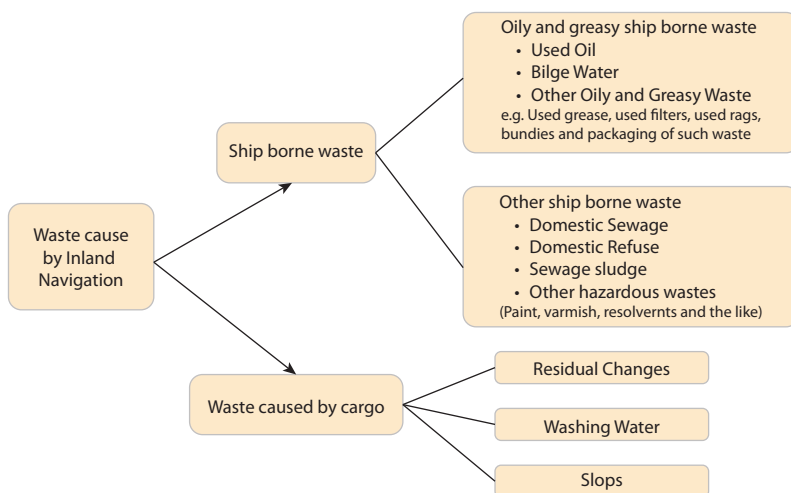 Waste cause
by Inland
Navigation
Ship borne waste
Oily and greasy ship borne waste
• Used Oil
• Bilge Water
• Other Oily and Greasy Waste
e.g. Used grease, used filters, used rags,
bundies and packaging of such waste
Other ship borne waste
• Domestic Sewage
• Domestic Refuse
• Sewage sludge
• Other hazardous wastes
(Paint, varmish, resolvernts and the like)
Waste caused by cargo
Residual Changes
Washing Water
Slops